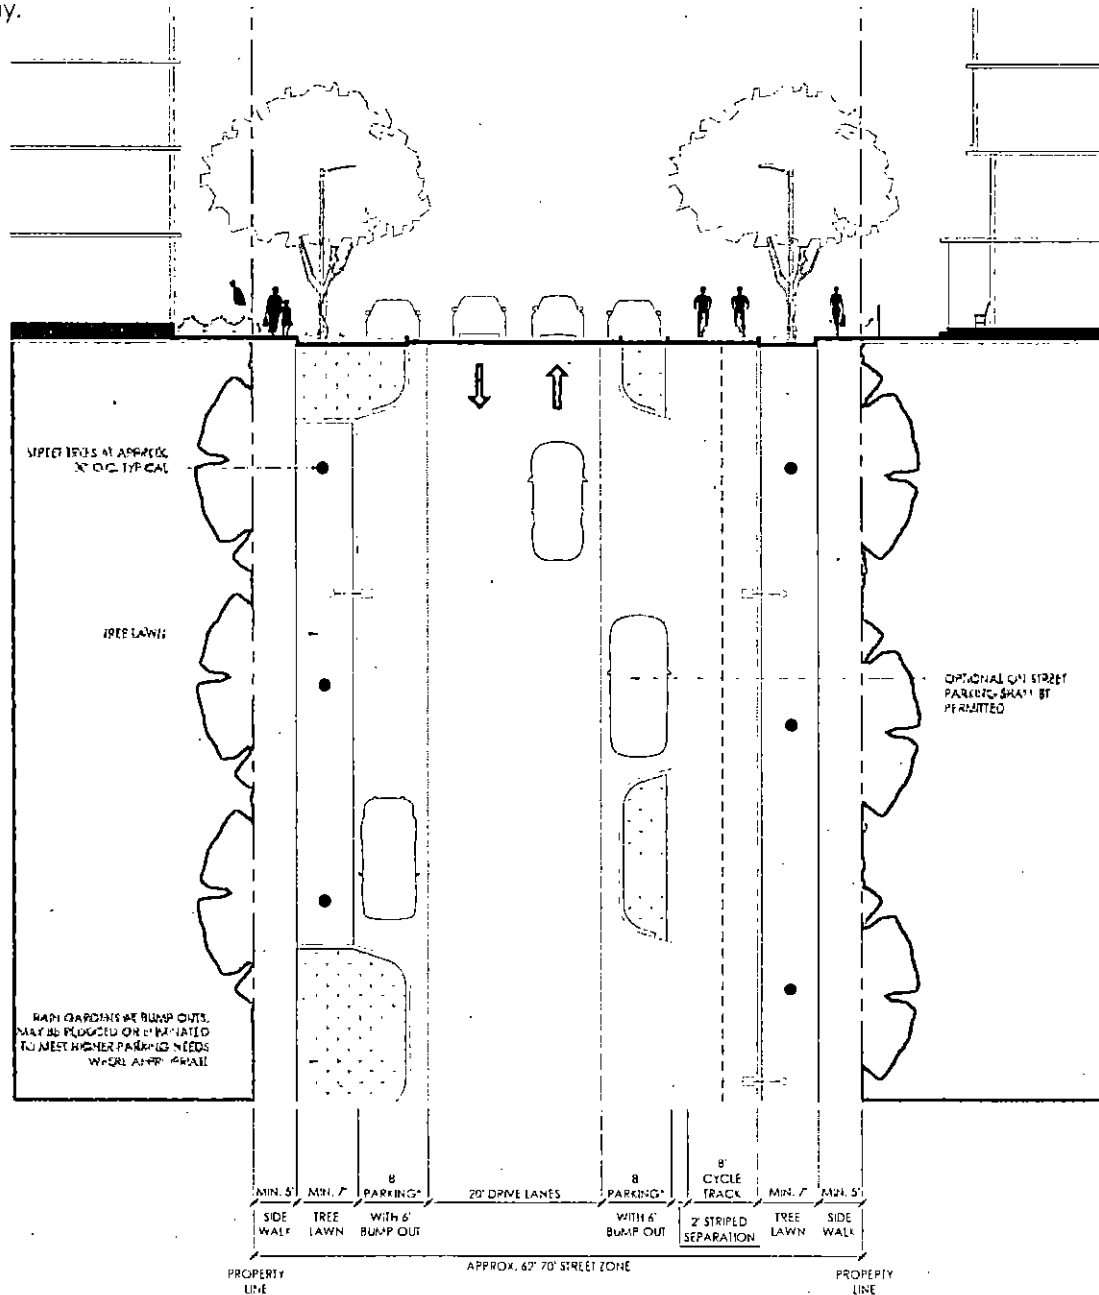 y.
STREET TREES AT APPROX.
30' O.C. TYPICAL
TREE LAWN
OPTIONAL ON STREET
PARKING SHALL BE
PERMITTED
RAIN GARDENS AT BUMP OUTS.
MAY BE REDUCED OR ELIMINATED
TO MEET HIGHER PARKING NEEDS
WHERE APPROPRIATE
MIN. 5'
MIN. 7'
8
PARKING*
20' DRIVE LANES
8
PARKING*
8'
CYCLE
TRACK
MIN. 7'
MIN. 5'
SIDE
WALK
TREE
LAWN
WITH 6'
BUMP OUT
WITH 6'
BUMP OUT
2' STRIPED
SEPARATION
TREE
LAWN
SIDE
WALK
APPROX. 62' 70' STREET ZONE
PROPERTY
LINE
PROPERTY
LINE